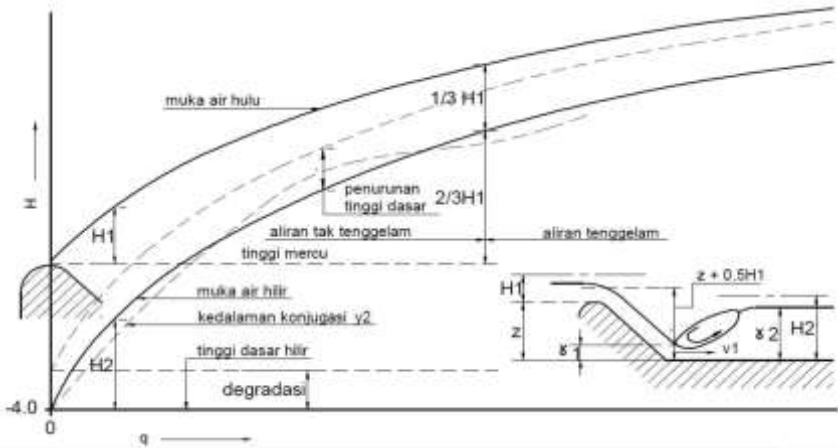 muka air hulu
1/3 H1
H
penurunan
tinggi dasar
2/3H1
H1
aliran tak tenggelam
aliran tenggelam
tinggi mercu
z + 0.5H1
H1
muka air hilir
kedalaman konjugasi y2
z
H2
tinggi dasar hilir
H2
v1
degradasi
-4.0
0
q